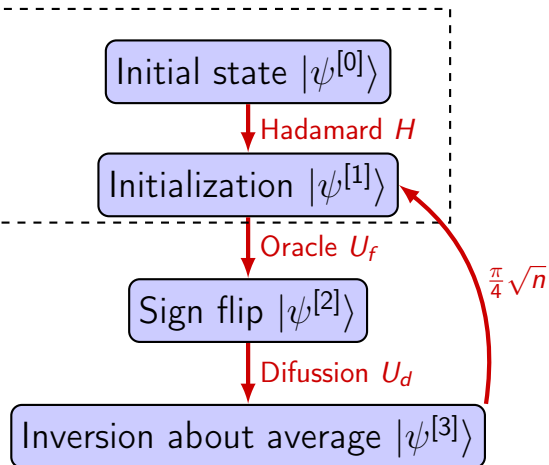 Initial state |ψ^[0]⟩
Hadamard H
Initialization |ψ^[1]⟩
Oracle U_f
π/4 √n
Sign flip |ψ^[2]⟩
Difussion U_d
Inversion about average |ψ^[3]⟩